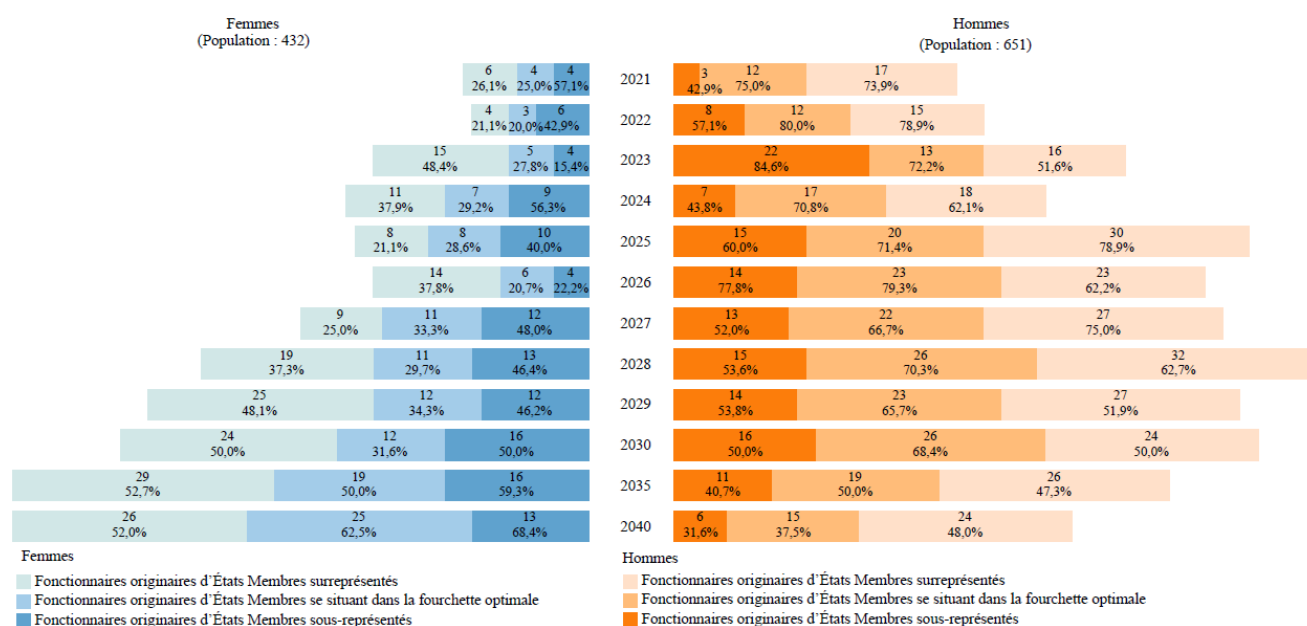 Femmes
(Population : 432)
Hommes
(Population : 651)
6 4 4 2021 3 12 17
26,1% 25,0% 57,1% 42,9% 75,0% 73,9%
4 3 6 2022 8 12 15
21,1% 20,0% 42,9% 57,1% 80,0% 78,9%
15 5 4 2023 22 13 16
48,4% 27,8% 15,4% 84,6% 72,2% 51,6%
11 7 9 2024 7 17 18
37,9% 29,2% 56,3% 43,8% 70,8% 62,1%
8 8 10 2025 15 20 30
21,1% 28,6% 40,0% 60,0% 71,4% 78,9%
14 6 4 2026 14 23 23
37,8% 20,7% 22,2% 77,8% 79,3% 62,2%
9 11 12 2027 13 22 27
25,0% 33,3% 48,0% 52,0% 66,7% 75,0%
19 11 13 2028 15 26 32
37,3% 29,7% 46,4% 53,6% 70,3% 62,7%
25 12 12 2029 14 23 27
48,1% 34,3% 46,2% 53,8% 65,7% 51,9%
24 12 16 2030 16 26 24
50,0% 31,6% 50,0% 50,0% 68,4% 50,0%
29 19 16 2035 11 19 26
52,7% 50,0% 59,3% 40,7% 50,0% 47,3%
26 25 13 2040 6 15 24
52,0% 62,5% 68,4% 31,6% 37,5% 48,0%
Femmes
Fonctionnaires originaires d'États Membres surreprésentés
Fonctionnaires originaires d'États Membres se situant dans la fourchette optimale
Fonctionnaires originaires d'États Membres sous-représentés
Hommes
Fonctionnaires originaires d'États Membres surreprésentés
Fonctionnaires originaires d'États Membres se situant dans la fourchette optimale
Fonctionnaires originaires d'États Membres sous-représentés